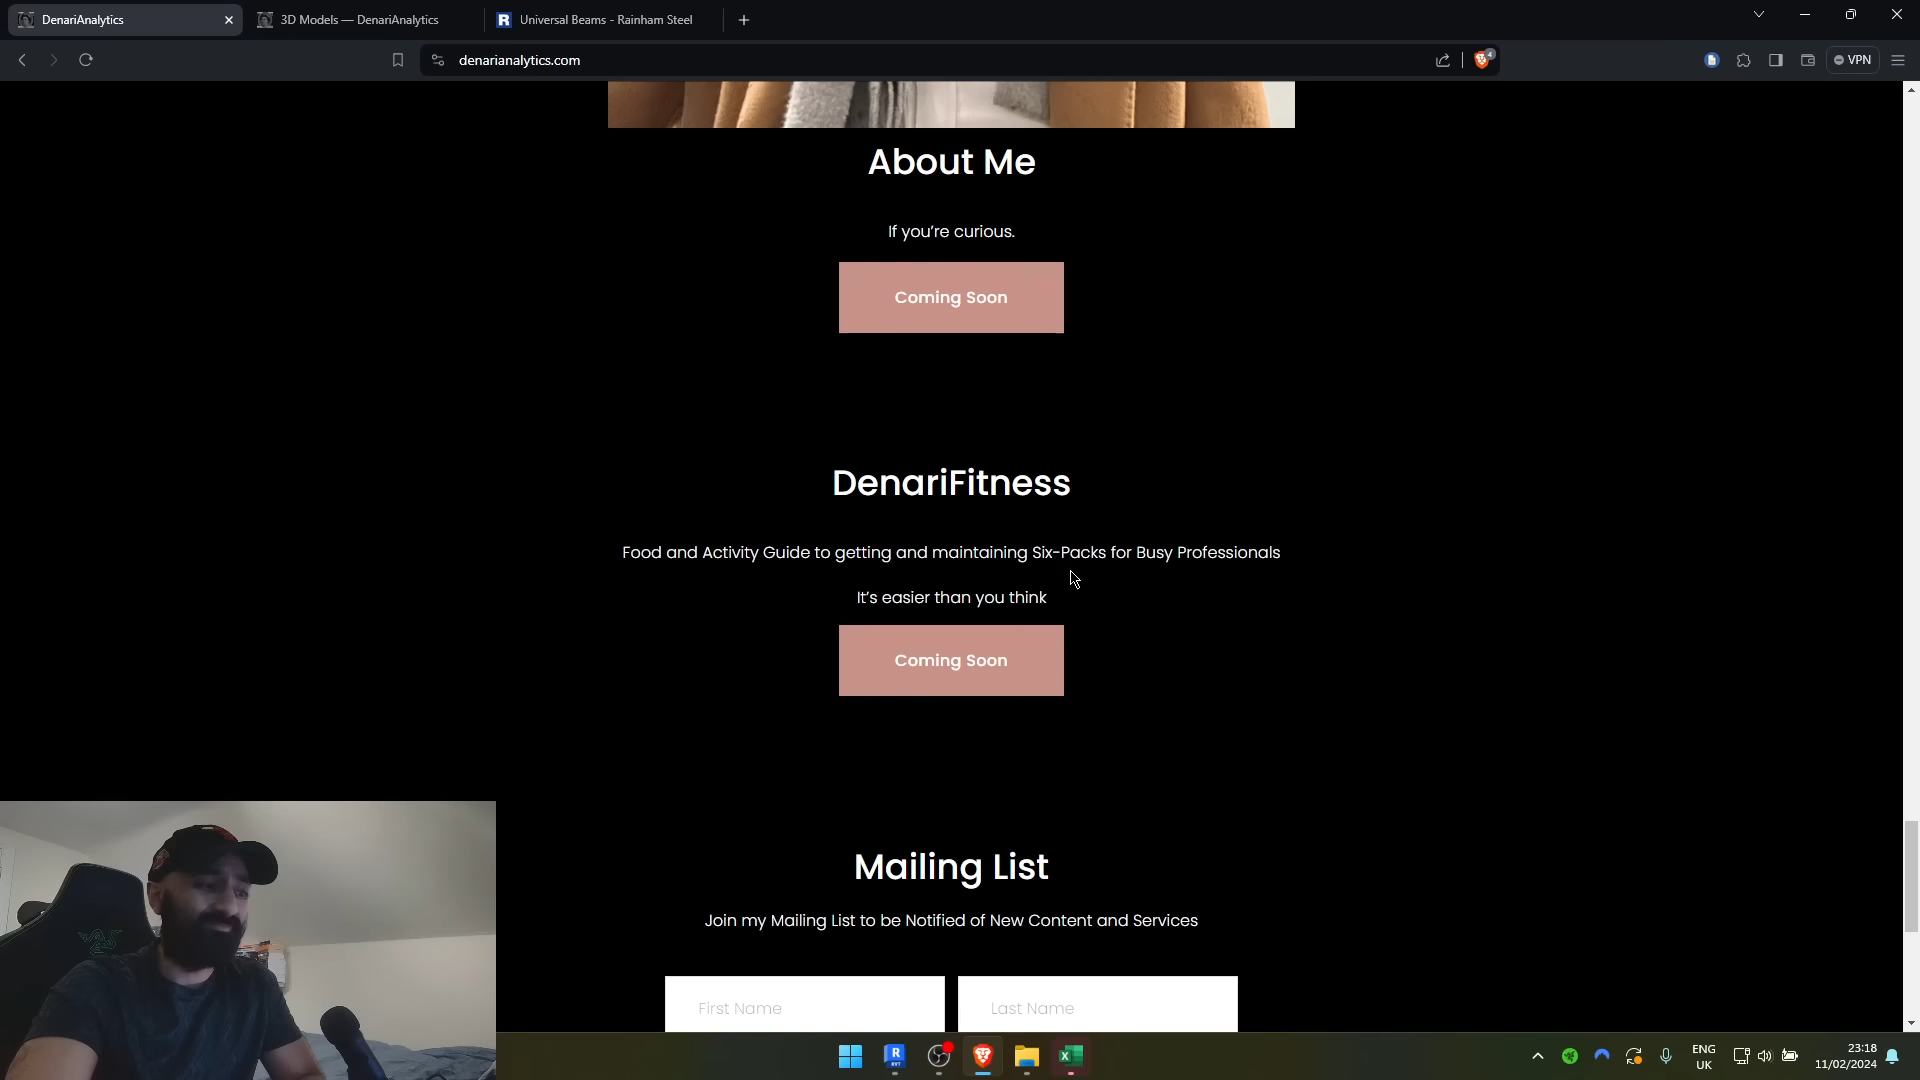 DenariAnalytics
3D Models — DenariAnalytics
Universal Beams - Rainham Steel
denarianalytics.com
4
VPN
About Me
If you're curious.
Coming Soon
DenariFitness
Food and Activity Guide to getting and maintaining Six-Packs for Busy Professionals
It's easier than you think
Coming Soon
Mailing List
Join my Mailing List to be Notified of New Content and Services
First Name
Last Name
ENG
UK
23:18
11/02/2024